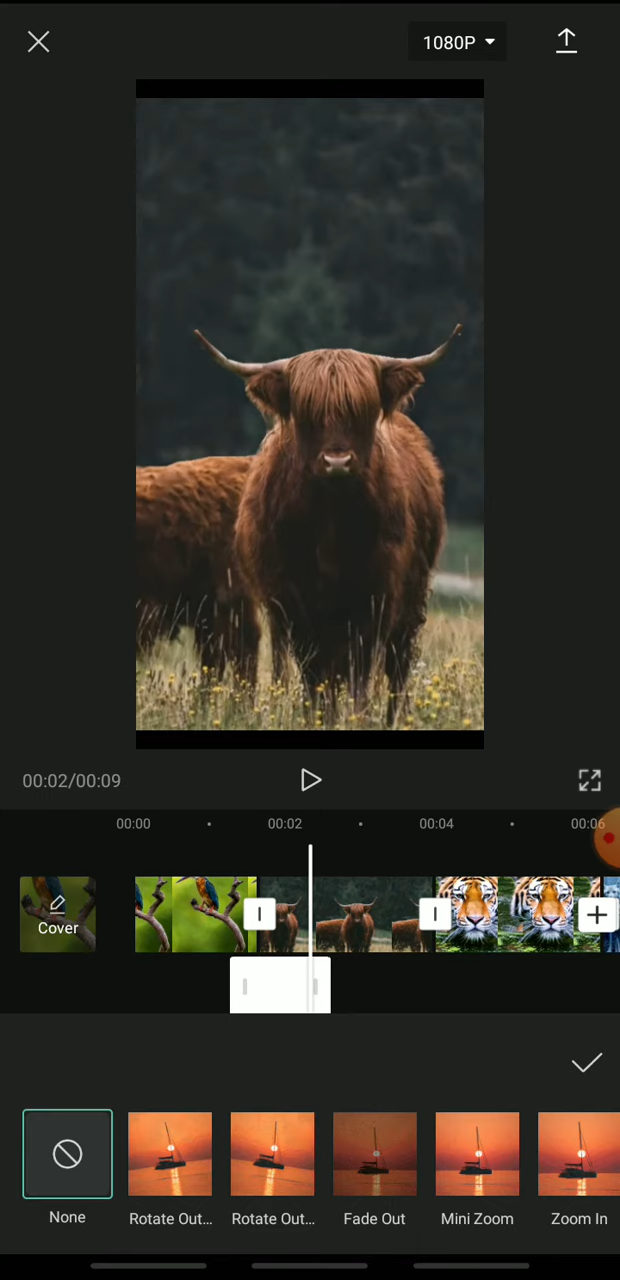 1080P
00:02/00:09
00:00
00:02
00:04
00:06
Cover
None
Rotate Out...
Rotate Out...
Fade Out
Mini Zoom
Zoom In